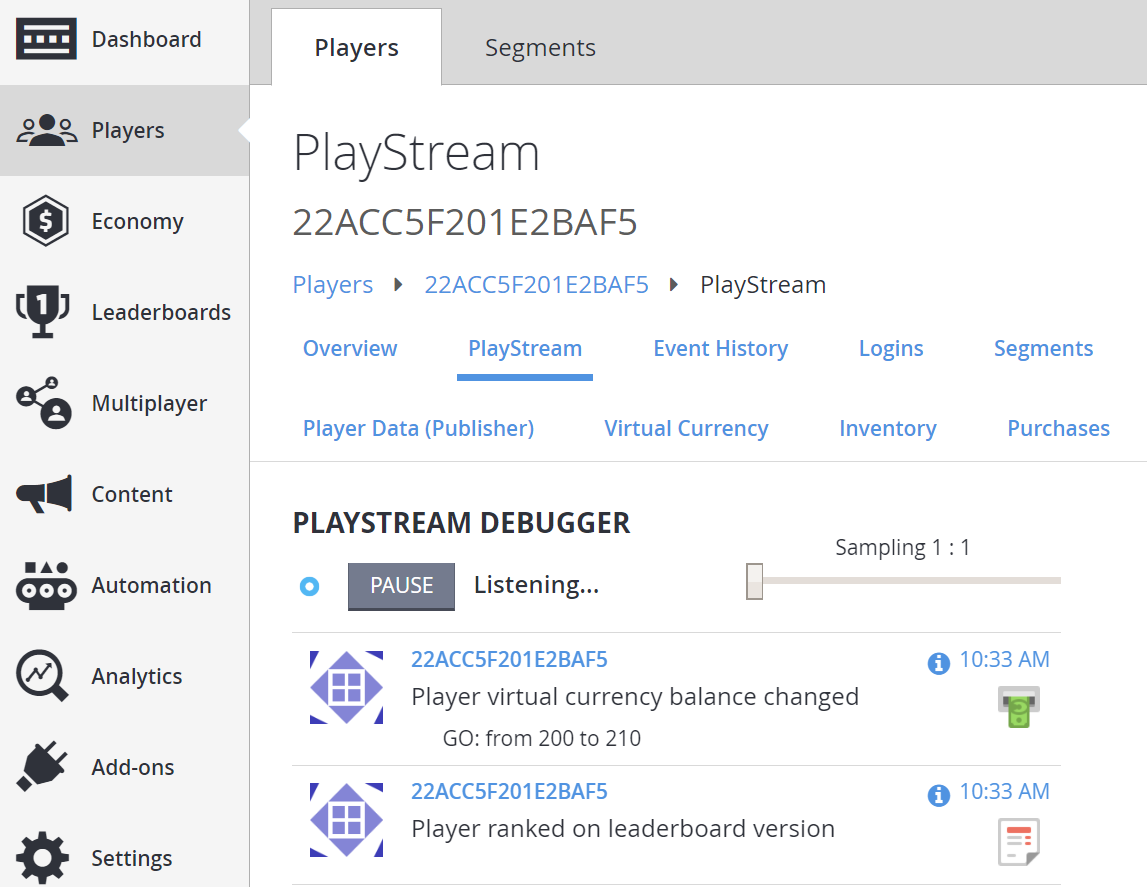 Dashboard
Players
Economy
Leaderboards
Multiplayer
Content
Automation
Analytics
Add-ons
Settings
Players Segments
PlayStream
22ACC5F201E2BAF5
Players 22ACC5F201E2BAF5 PlayStream
Overview PlayStream Event History Logins Segments
Player Data (Publisher) Virtual Currency Inventory Purchases
PLAYSTREAM DEBUGGER
Sampling 1 : 1
PAUSE Listening...
22ACC5F201E2BAF5 10:33 AM
Player virtual currency balance changed
GO: from 200 to 210
22ACC5F201E2BAF5 10:33 AM
Player ranked on leaderboard version